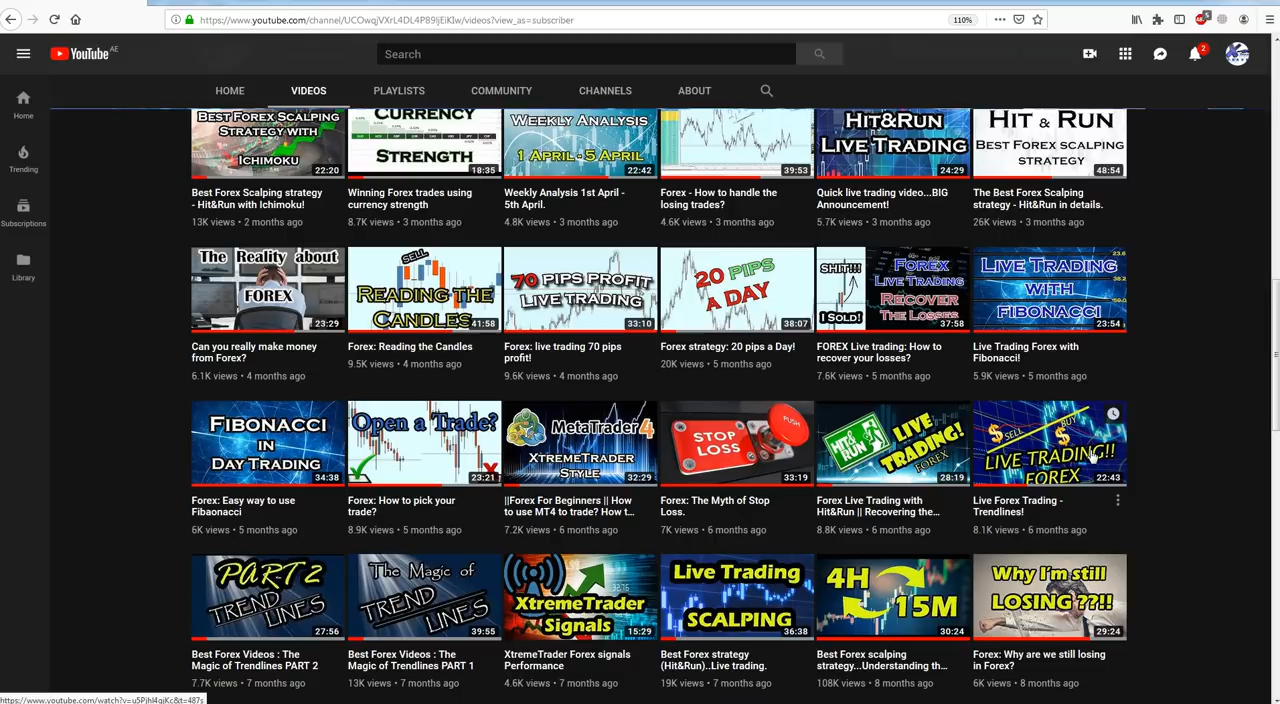 https://www.youtube.com/channel/UCOwqjVXrL4DL4P89ljEiKIw/videos?view_as=subscriber
110%
YouTube AE
Search
2
HOME
VIDEOS
PLAYLISTS
COMMUNITY
CHANNELS
ABOUT
Home
Trending
Subscriptions
Library
BEST FOREX SCALPING
STRATEGY WITH
ICHIMOKU
22:20
CURRENCY
STRENGTH
18:35
WEEKLY ANALYSIS
1 APRIL - 5 APRIL
22:42
39:53
HIT&RUN
LIVE TRADING
24:29
HIT & RUN
BEST FOREX SCALPING
STRATEGY
48:54
Best Forex Scalping strategy
- Hit&Run with Ichimoku!
13K views • 2 months ago
Winning Forex trades using
currency strength
8.7K views • 3 months ago
Weekly Analysis 1st April -
5th April.
4.8K views • 3 months ago
Forex - How to handle the
losing trades?
4.6K views • 3 months ago
Quick live trading video...BIG
Announcement!
5.7K views • 3 months ago
The Best Forex Scalping
strategy - Hit&Run in details.
26K views • 3 months ago
The Reality about
FOREX
23:29
SELL
READING THE
CANDLES
41:58
70 PIPS PROFIT
LIVE TRADING
33:10
20 PIPS
A DAY
38:07
SHIT!!!
I SOLD!
FOREX
LIVE TRADING
RECOVER
THE LOSSES
37:58
LIVE TRADING
WITH
FIBONACCI
23.6
38.2
50.0
23:54
Can you really make money
from Forex?
6.1K views • 4 months ago
Forex: Reading the Candles
9.5K views • 4 months ago
Forex: live trading 70 pips
profit!
9.6K views • 4 months ago
Forex strategy: 20 pips a Day!
20K views • 5 months ago
FOREX Live trading: How to
recover your losses?
7.6K views • 5 months ago
Live Trading Forex with
Fibonacci!
5.9K views • 5 months ago
FIBONACCI
IN
DAY TRADING
34:38
Open a Trade?
23:21
MetaTrader 4
XTREMETRADER
STYLE
32:29
STOP
LOSS
PUSH
33:19
HIT&RUN
LIVE
TRADING!
FOREX
28:19
SELL
BUY
LIVE TRADING!!
FOREX
22:43
Forex: Easy way to use
Fibaonacci
6K views • 5 months ago
Forex: How to pick your
trade?
8.9K views • 5 months ago
||Forex For Beginners || How
to use MT4 to trade? How t...
7.2K views • 6 months ago
Forex: The Myth of Stop
Loss.
7K views • 6 months ago
Forex Live Trading with
Hit&Run || Recovering the...
8.8K views • 6 months ago
Live Forex Trading -
Trendlines!
8.1K views • 6 months ago
PART 2
TREND LINES
27:56
The Magic of
TREND LINES
39:55
XtremeTrader
Signals
15:29
Live Trading
SCALPING
36:38
4H
15M
30:24
Why I'm still
LOSING ??!!
29:24
Best Forex Videos : The
Magic of Trendlines PART 2
7.7K views • 7 months ago
Best Forex Videos : The
Magic of Trendlines PART 1
13K views • 7 months ago
XtremeTrader Forex signals
Performance
4.6K views • 7 months ago
Best Forex strategy
(Hit&Run)..Live trading.
19K views • 7 months ago
Best Forex scalping
strategy...Understanding th...
108K views • 8 months ago
Forex: Why are we still losing
in Forex?
6K views • 8 months ago
https://www.youtube.com/watch?v=u5PjhI4qjKc&t=487s